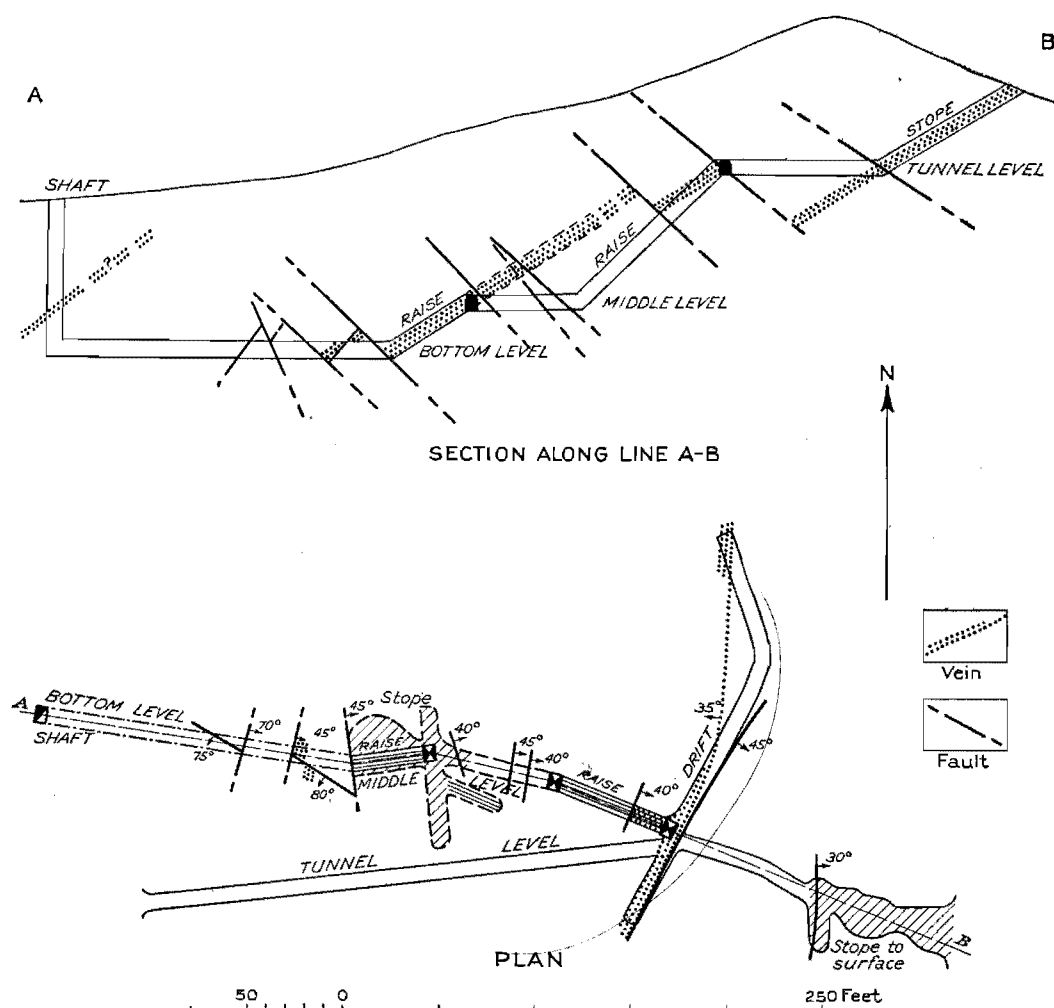 A
B
SHAFT
STOPE
TUNNEL LEVEL
RAISE
MIDDLE LEVEL
RAISE
BOTTOM LEVEL
?
SECTION ALONG LINE A-B
N
Vein
Fault
A
BOTTOM LEVEL
SHAFT
75°
70°
45°
80°
45°
Stope
RAISE
MIDDLE LEVEL
40°
45°
40°
RAISE
40°
35°
DRIFT
45°
TUNNEL LEVEL
30°
B
Stope to
surface
PLAN
50 0 250 Feet